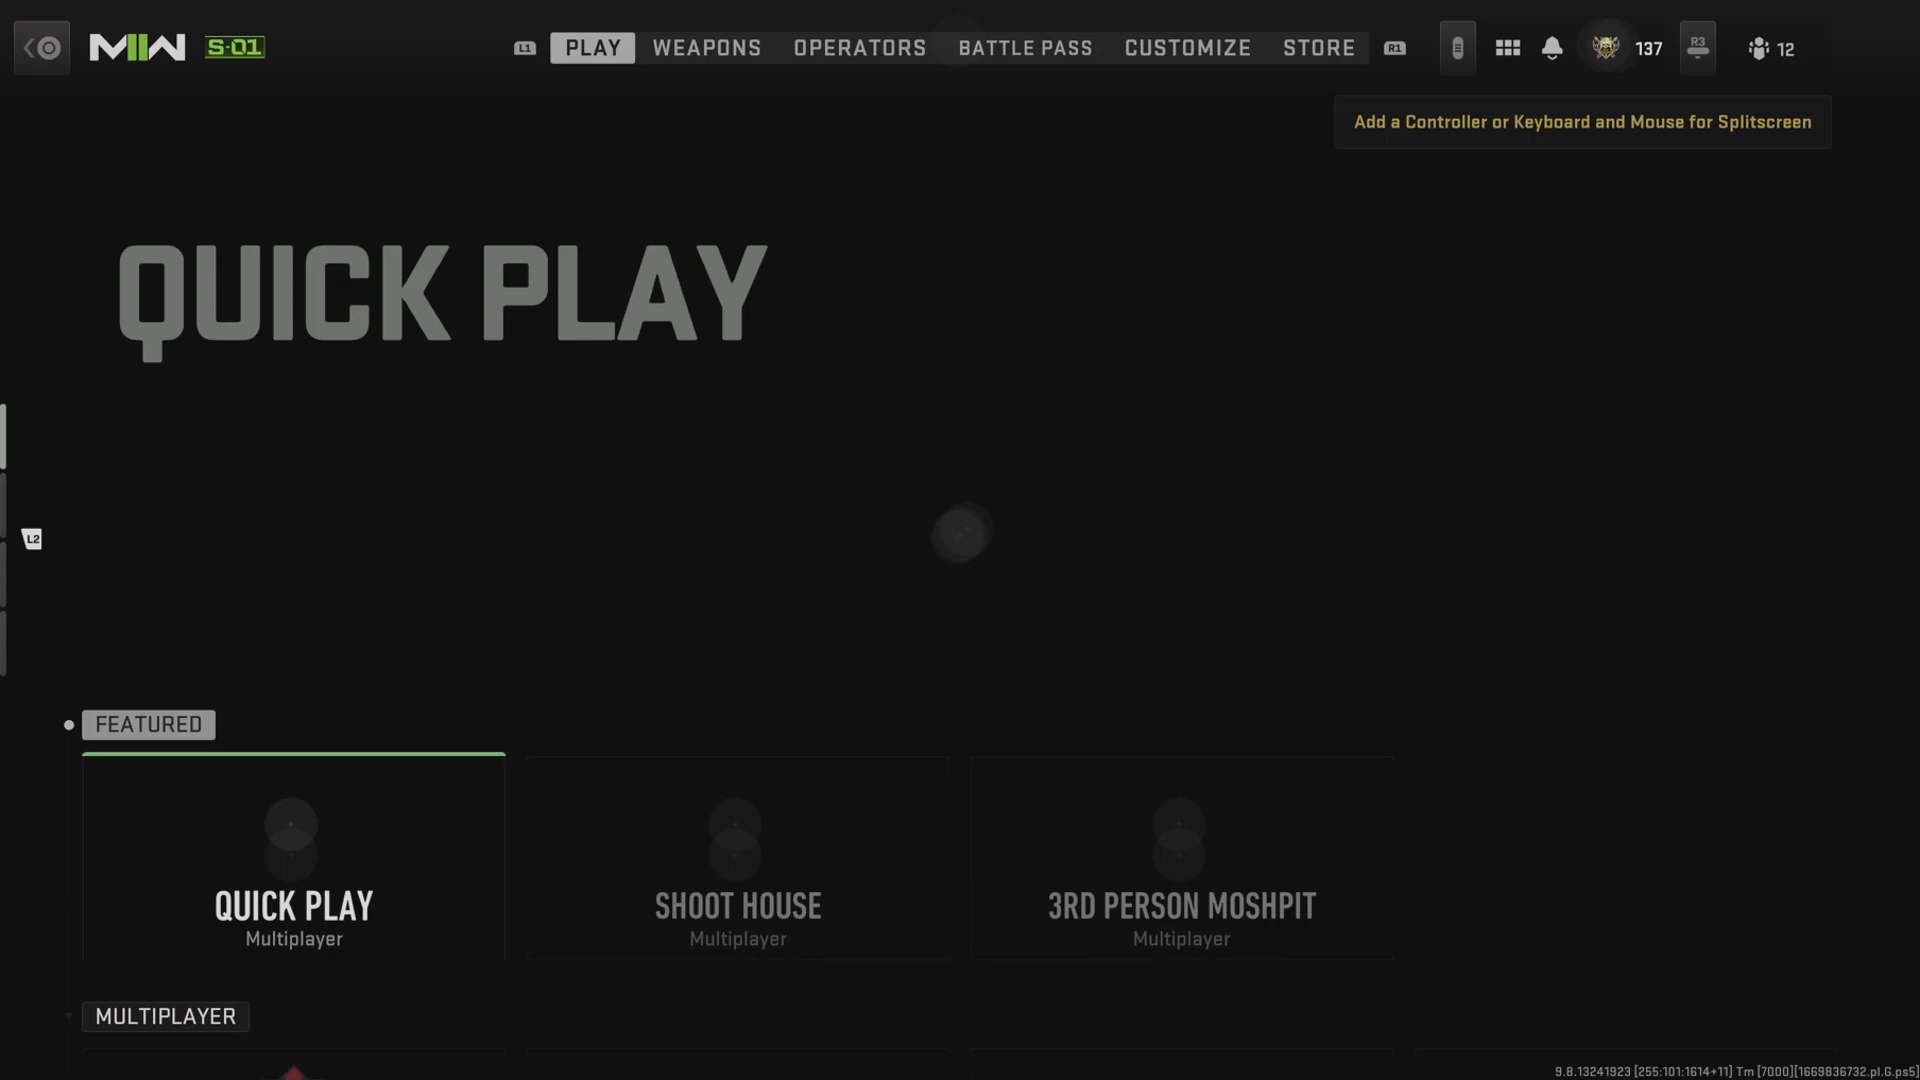 MIIW S-01
L1 PLAY WEAPONS OPERATORS BATTLE PASS CUSTOMIZE STORE R1 137 R3 12
Add a Controller or Keyboard and Mouse for Splitscreen
QUICK PLAY
L2
FEATURED
QUICK PLAY
Multiplayer
SHOOT HOUSE
Multiplayer
3RD PERSON MOSHPIT
Multiplayer
MULTIPLAYER
9.8.13241923 [255:101:1614+11] Tm [7000][1669836732.pl.G.ps5]